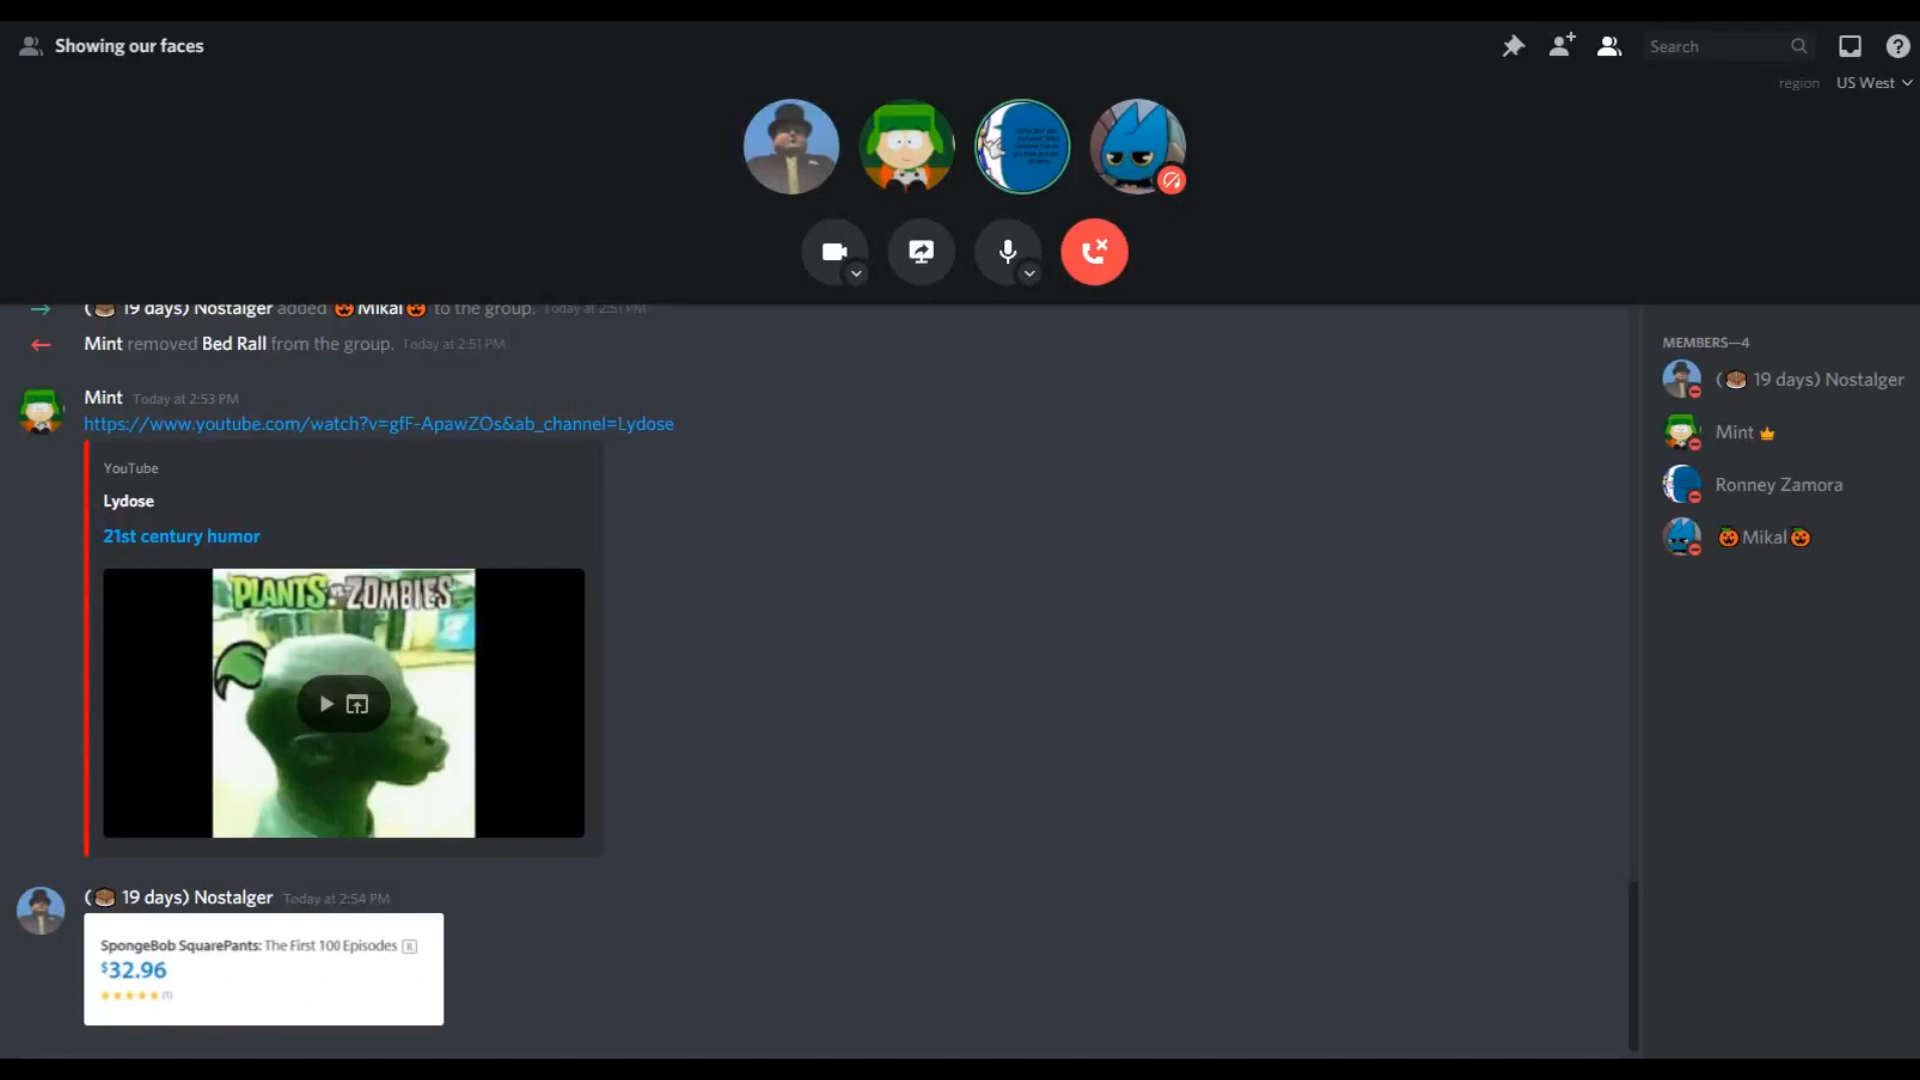 Showing our faces
Search
region US West
(19 days) Nostalger added Mikal to the group. Today at 2:51 PM
Mint removed Bed Rall from the group. Today at 2:51 PM
Mint Today at 2:53 PM
https://www.youtube.com/watch?v=gfF-ApawZOs&ab_channel=Lydose
YouTube
Lydose
21st century humor
PLANTS vs. ZOMBIES
(19 days) Nostalger Today at 2:54 PM
SpongeBob SquarePants: The First 100 Episodes R
$32.96
(1)
MEMBERS—4
(19 days) Nostalger
Mint
Ronney Zamora
Mikal